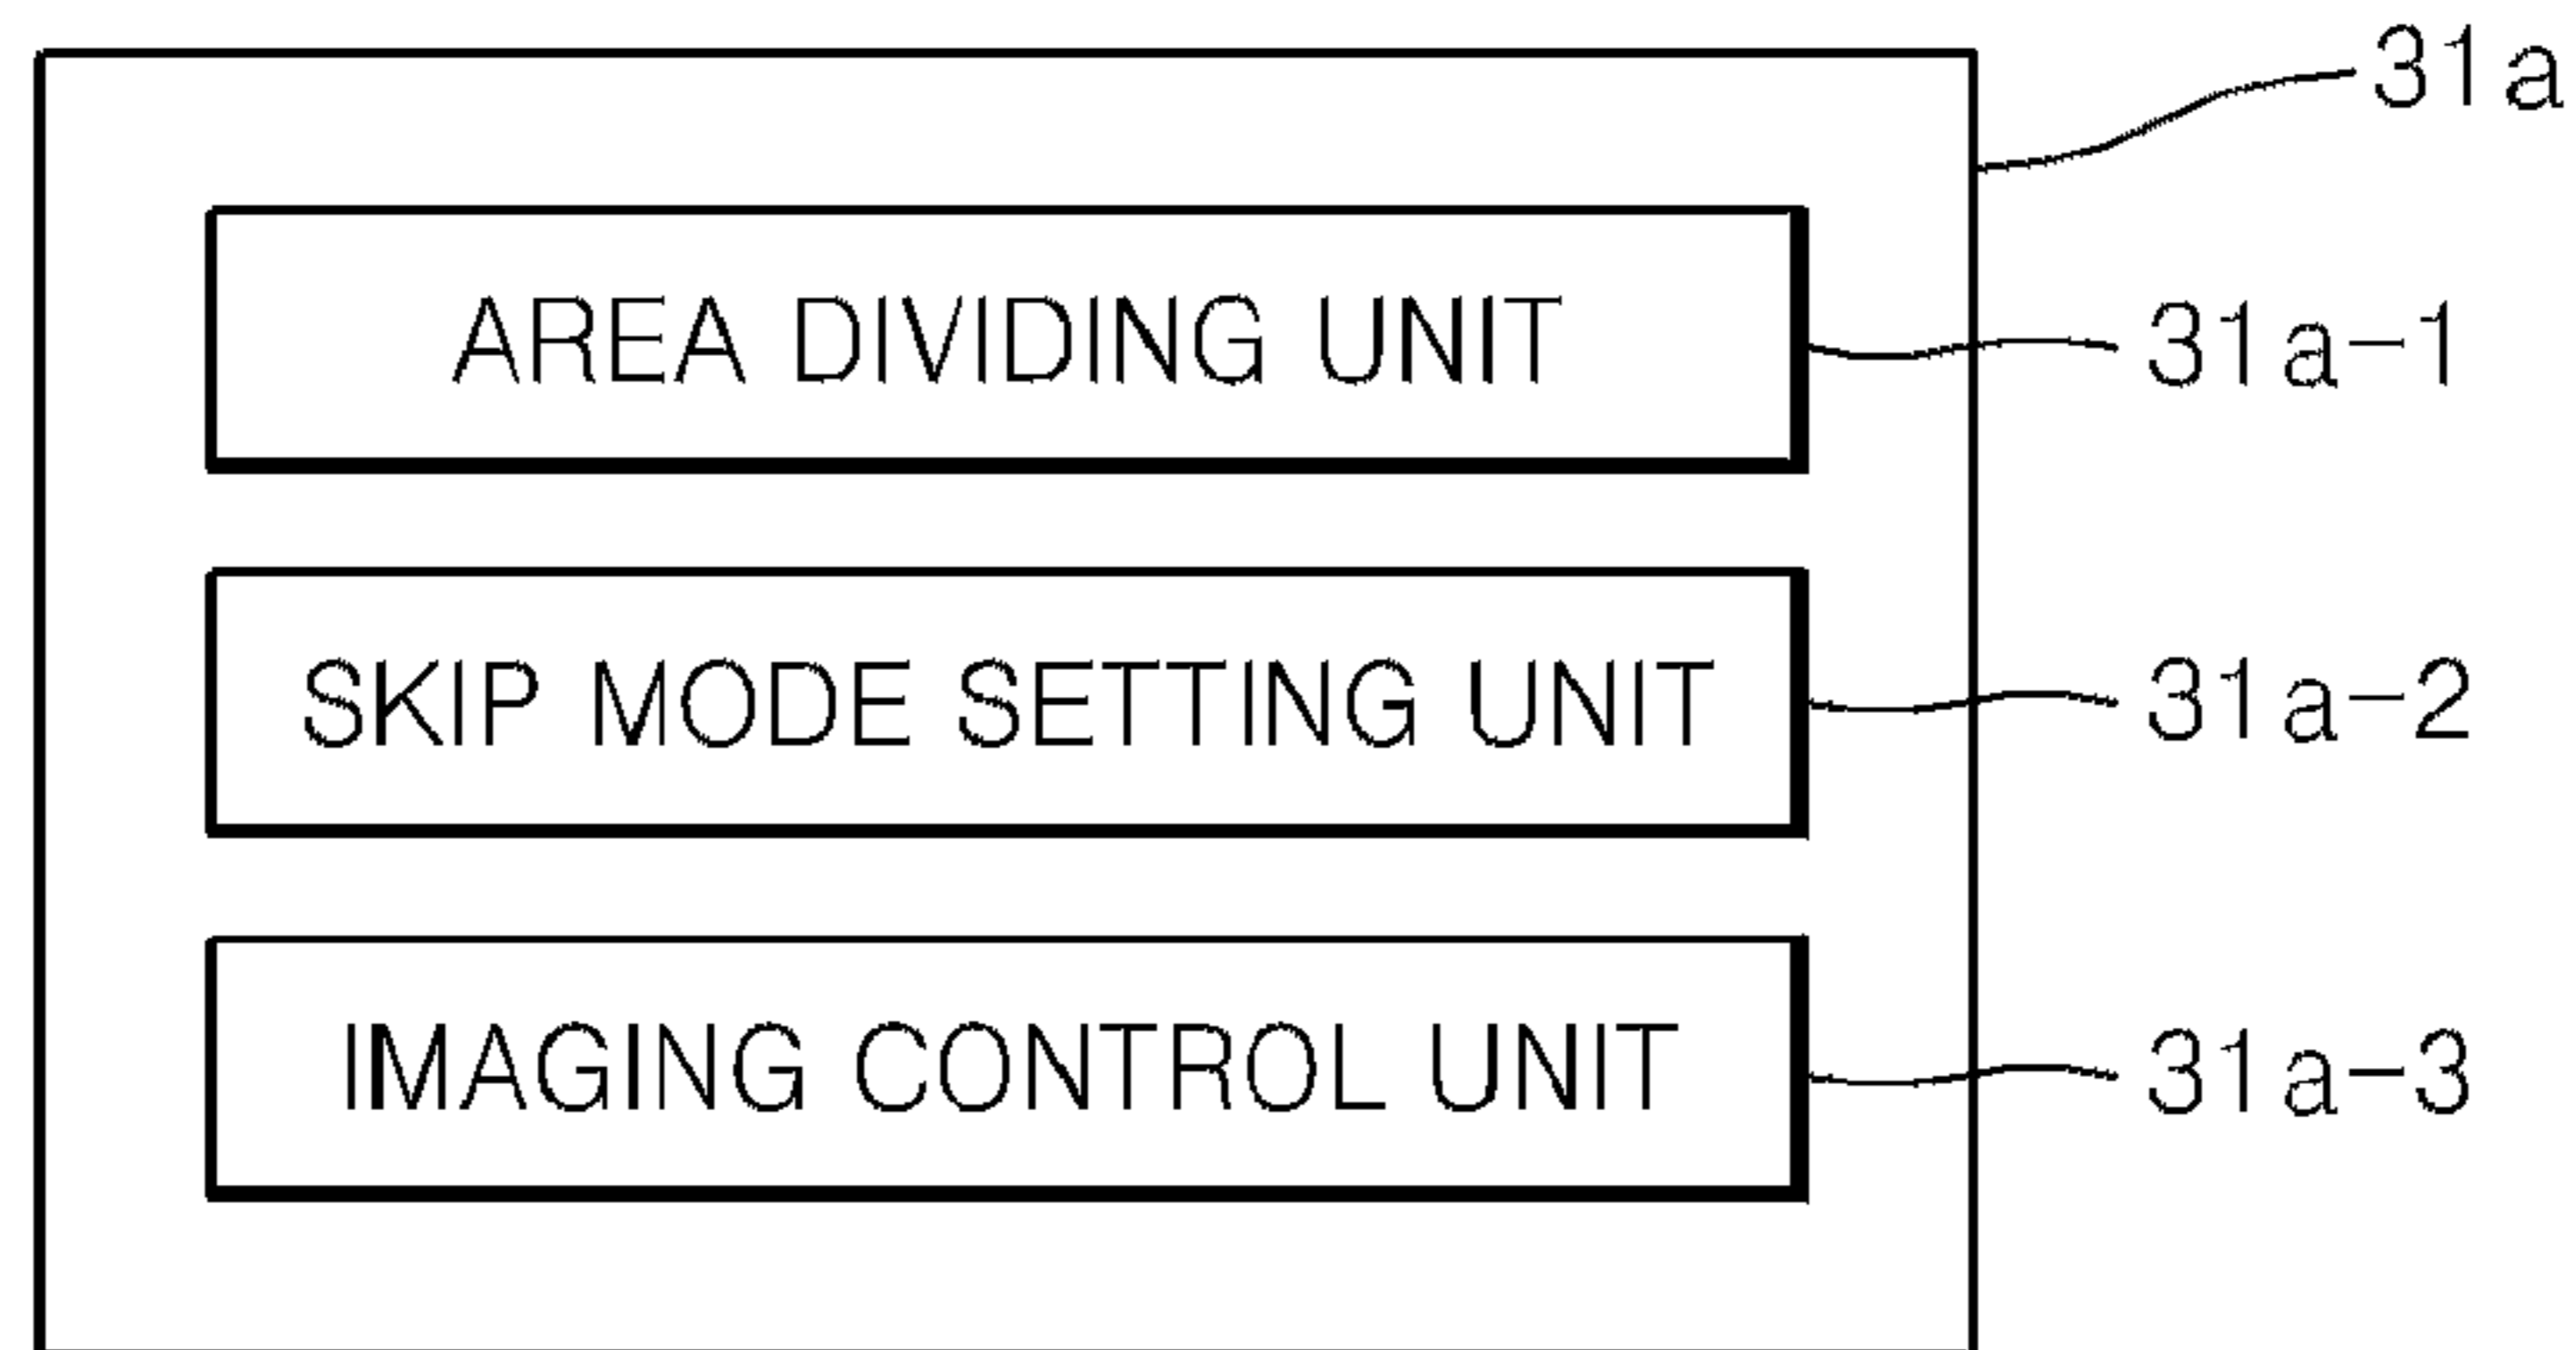 31a
AREA DIVIDING UNIT 31a-1
SKIP MODE SETTING UNIT 31a-2
IMAGING CONTROL UNIT 31a-3